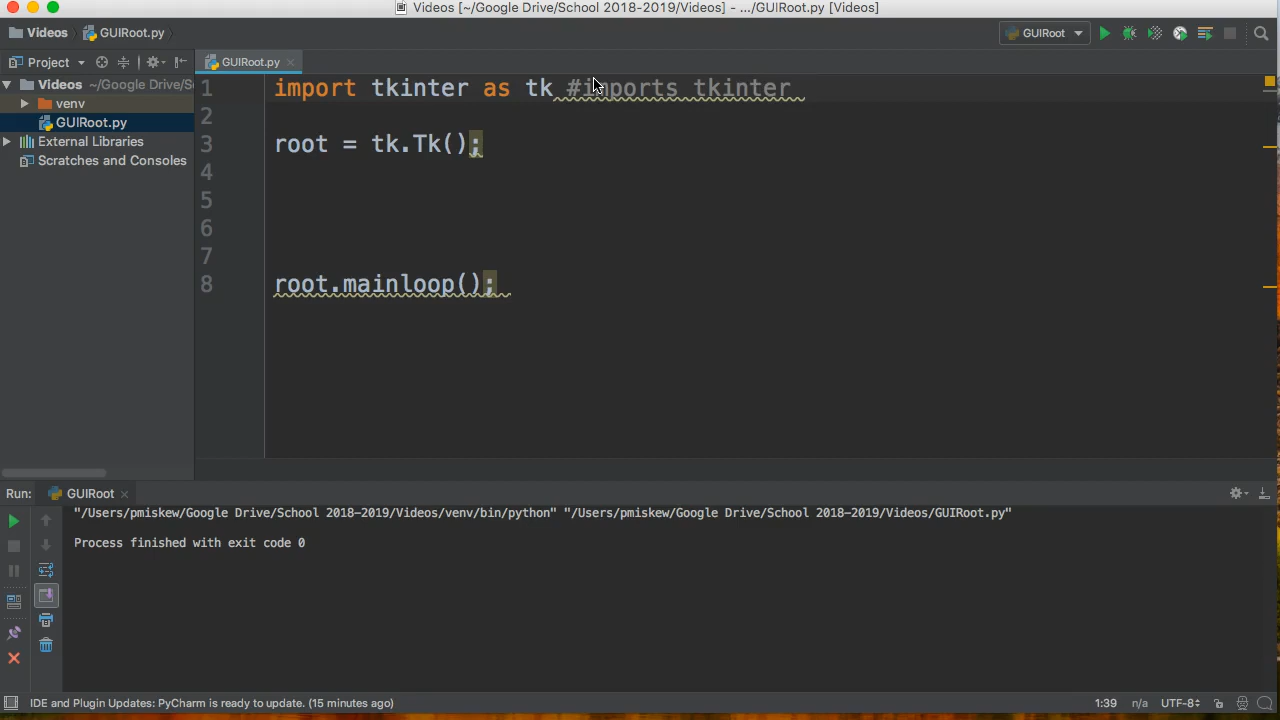 Videos [~/Google Drive/School 2018-2019/Videos] - .../GUIRoot.py [Videos]
Videos GUIRoot.py GUIRoot
Project GUIRoot.py
Videos ~/Google Drive/S
venv
GUIRoot.py
External Libraries
Scratches and Consoles
1 import tkinter as tk #imports tkinter
2
3 root = tk.Tk();
4
5
6
7
8 root.mainloop();
Run: GUIRoot
"/Users/pmiskew/Google Drive/School 2018-2019/Videos/venv/bin/python" "/Users/pmiskew/Google Drive/School 2018-2019/Videos/GUIRoot.py"
Process finished with exit code 0
IDE and Plugin Updates: PyCharm is ready to update. (15 minutes ago) 1:39 n/a UTF-8